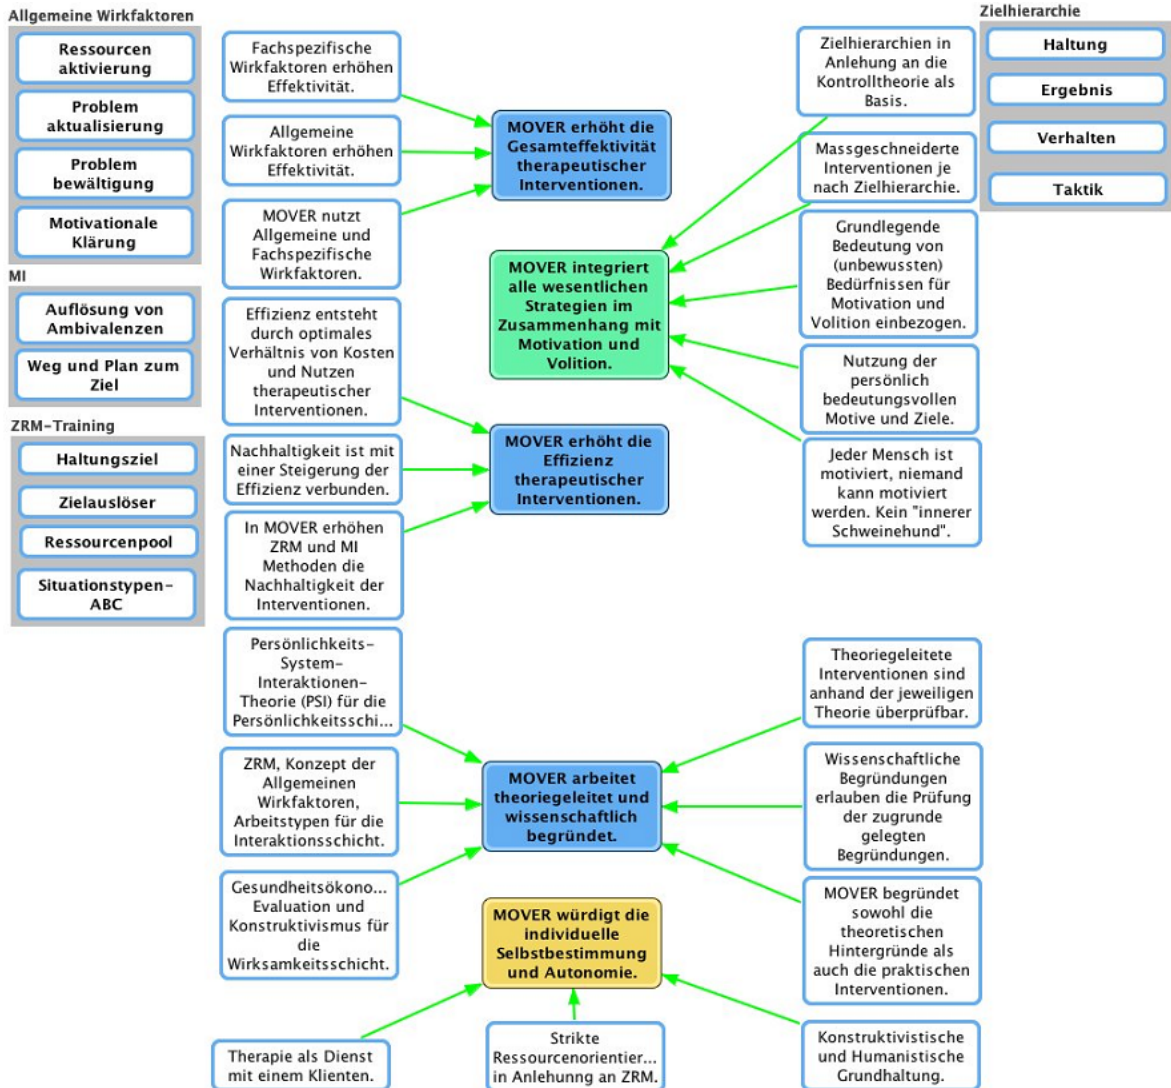 Allgemeine Wirkfaktoren
Ressourcen
aktivierung
Problem
aktualisierung
Problem
bewältigung
Motivationale
Klärung
MI
Auflösung von
Ambivalenzen
Weg und Plan zum
Ziel
ZRM-Training
Haltungsziel
Zielauslöser
Ressourcenpool
Situationstypen-
ABC
Fachspezifische
Wirkfaktoren erhöhen
Effektivität.
Allgemeine
Wirkfaktoren erhöhen
Effektivität.
MOVER nutzt
Allgemeine und
Fachspezifische
Wirkfaktoren.
Effizienz entsteht
durch optimales
Verhältnis von Kosten
und Nutzen
therapeutischer
Interventionen.
Nachhaltigkeit ist mit
einer Steigerung der
Effizienz verbunden.
In MOVER erhöhen
ZRM und MI
Methoden die
Nachhaltigkeit der
Interventionen.
Persönlichkeits-
System-
Interaktionen-
Theorie (PSI) für die
Persönlichkeitsschi...
ZRM, Konzept der
Allgemeinen
Wirkfaktoren,
Arbeitstypen für die
Interaktionsschicht.
Gesundheitsökono...
Evaluation und
Konstruktivismus für
die
Wirksamkeitsschicht.
Therapie als Dienst
mit einem Klienten.
MOVER erhöht die
Gesamteffektivität
therapeutischer
Interventionen.
MOVER integriert
alle wesentlichen
Strategien im
Zusammenhang mit
Motivation und
Volition.
MOVER erhöht die
Effizienz
therapeutischer
Interventionen.
MOVER arbeitet
theoriegeleitet und
wissenschaftlich
begründet.
MOVER würdigt die
individuelle
Selbstbestimmung
und Autonomie.
Strikte
Ressourcenorientier...
in Anlehnung an ZRM.
Zielhierarchien in
Anlehung an die
Kontrolltheorie als
Basis.
Massgeschneiderte
Interventionen je
nach Zielhierarchie.
Grundlegende
Bedeutung von
(unbewussten)
Bedürfnissen für
Motivation und
Volition einbezogen.
Nutzung der
persönlich
bedeutungsvollen
Motive und Ziele.
Jeder Mensch ist
motiviert, niemand
kann motiviert
werden. Kein "innerer
Schweinehund".
Theoriegeleitete
Interventionen sind
anhand der jeweiligen
Theorie überprüfbar.
Wissenschaftliche
Begründungen
erlauben die Prüfung
der zugrunde
gelegten
Begründungen.
MOVER begründet
sowohl die
theoretischen
Hintergründe als
auch die praktischen
Interventionen.
Konstruktivistische
und Humanistische
Grundhaltung.
Zielhierarchie
Haltung
Ergebnis
Verhalten
Taktik